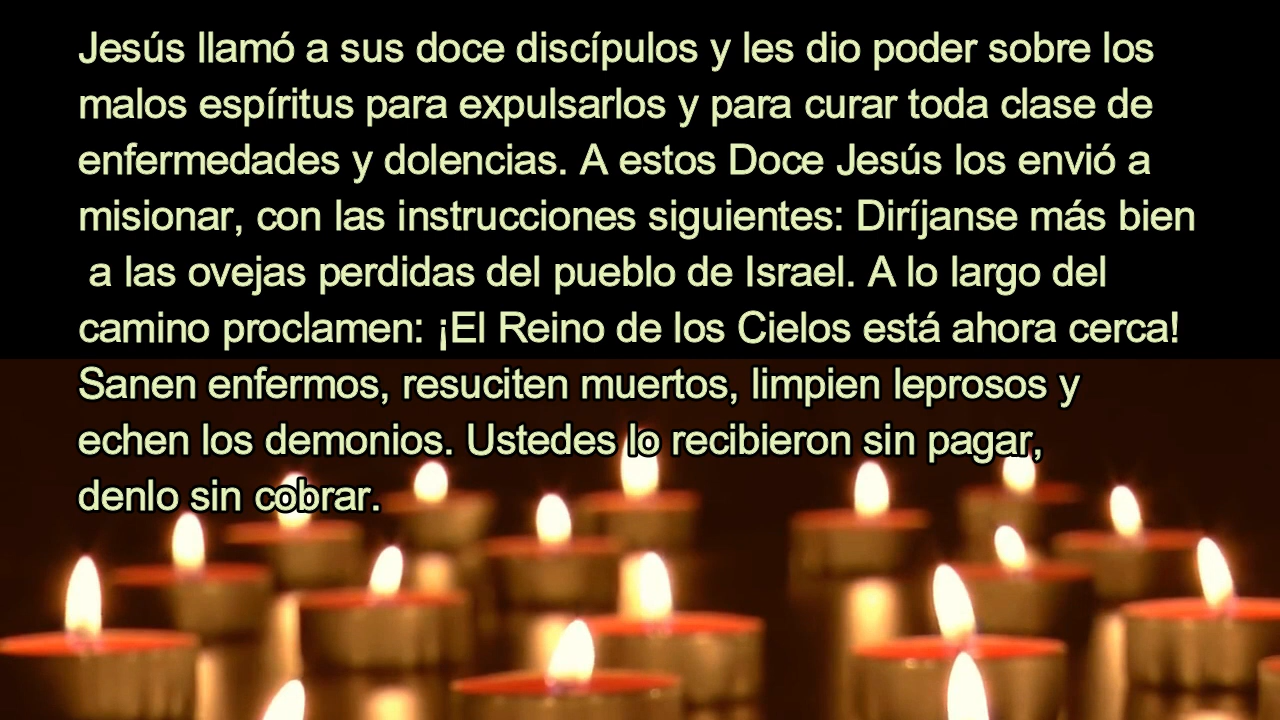 Jesús llamó a sus doce discípulos y les dio poder sobre los
malos espíritus para expulsarlos y para curar toda clase de
enfermedades y dolencias. A estos Doce Jesús los envió a
misionar, con las instrucciones siguientes: Diríjanse más bien
a las ovejas perdidas del pueblo de Israel. A lo largo del
camino proclamen: ¡El Reino de los Cielos está ahora cerca!
Sanen enfermos, resuciten muertos, limpien leprosos y
echen los demonios. Ustedes lo recibieron sin pagar,
denlo sin cobrar.